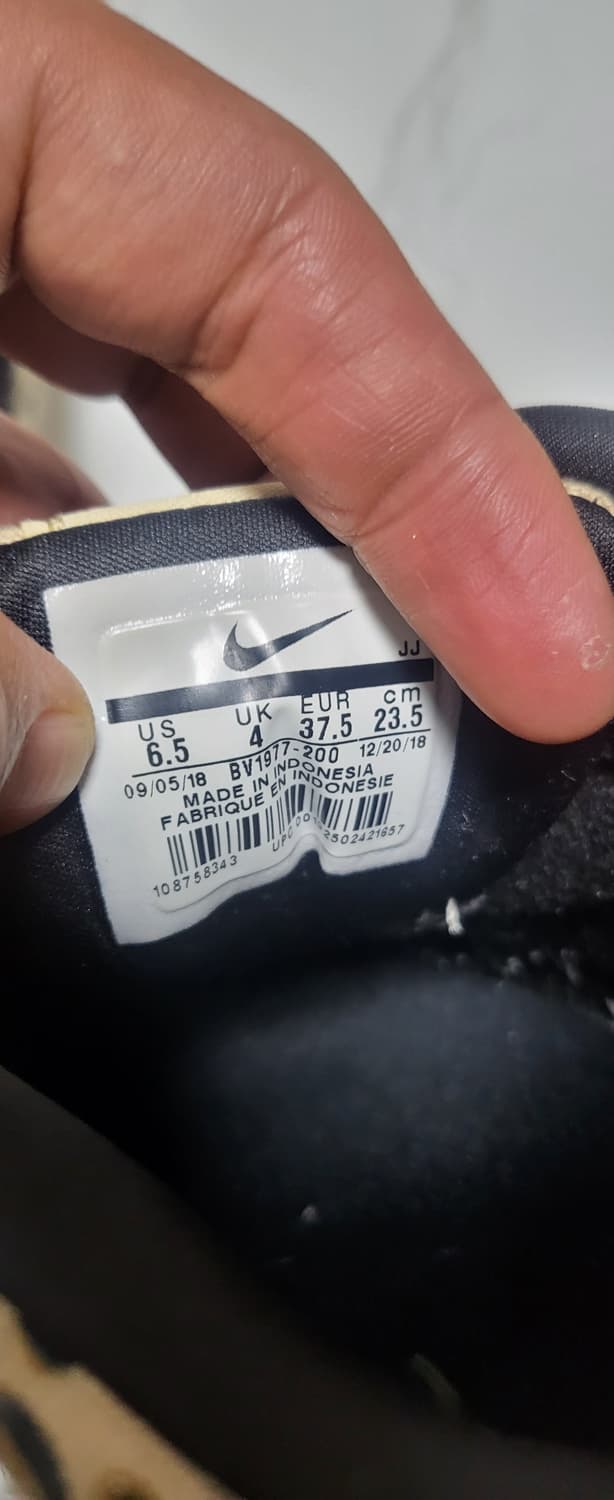 JJ
US UK EUR cm
6.5 4 37.5 23.5
09/05/18 BV1977-200 12/20/18
MADE IN INDONESIA
FABRIQUE EN INDONESIE
108758343 UPC